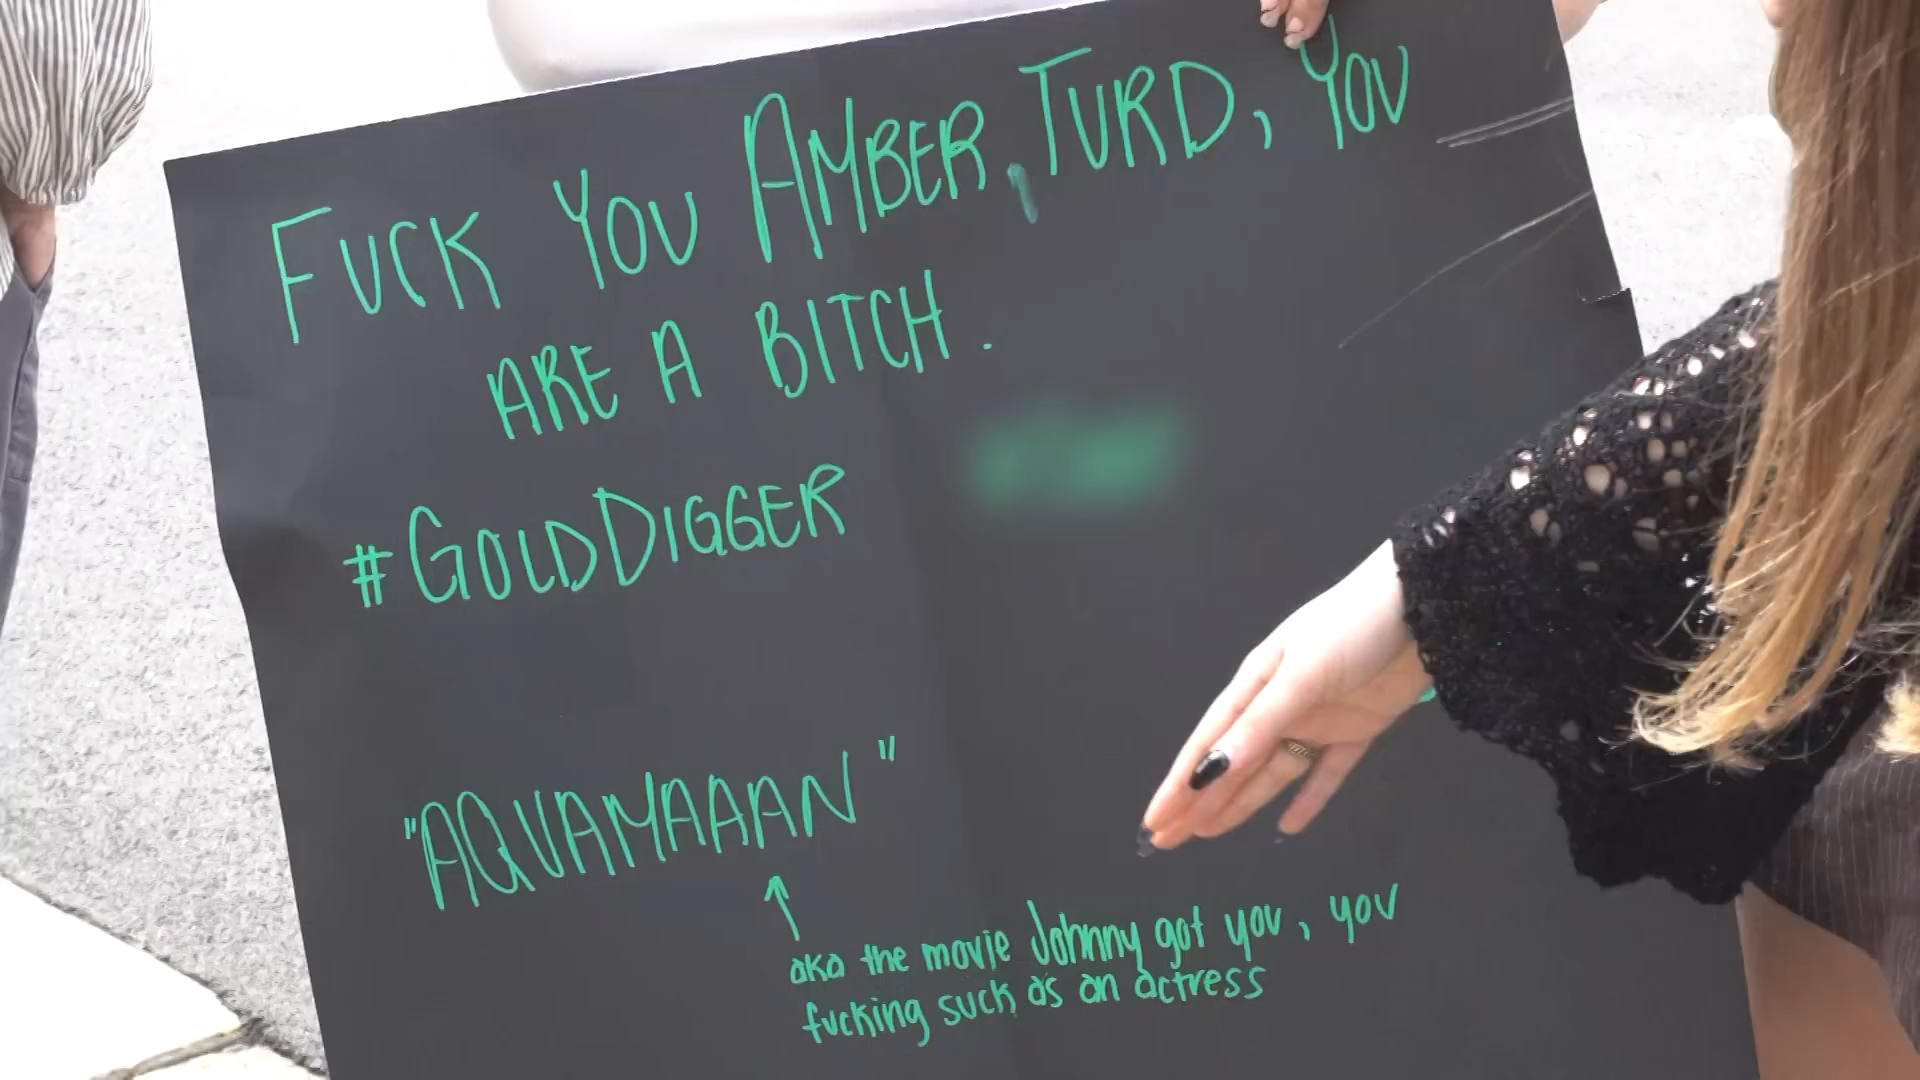 FUCK YOU AMBER, TURD, YOU
ARE A BITCH.
#GOLDDIGGER
"AQUAMAAAN"
↑
aka the movie Johnny got you, you
fucking suck as an actress